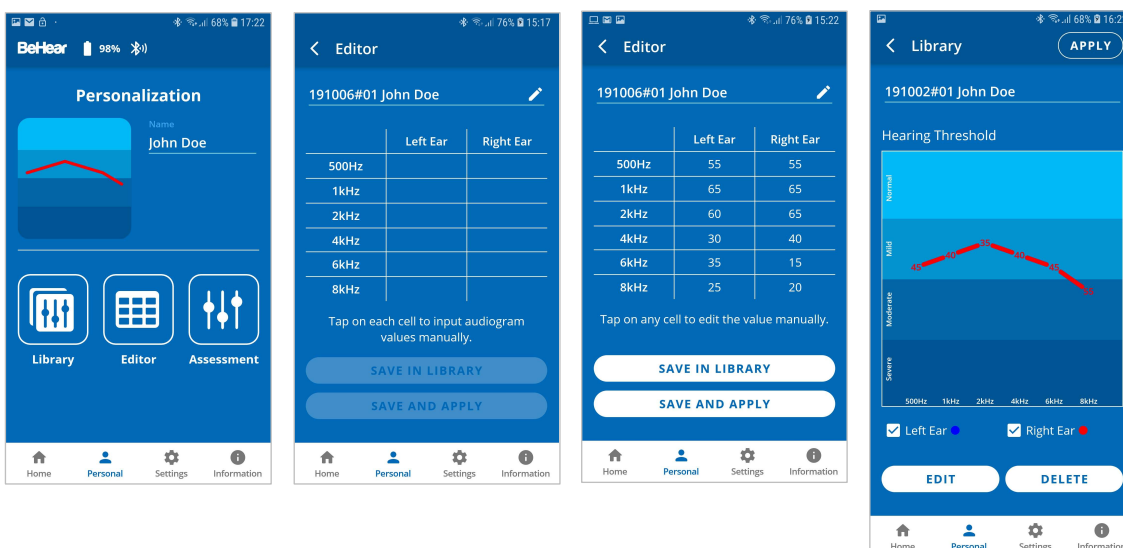 68% 17:22
BeHear 98%
Personalization
Name
John Doe
Library Editor Assessment
Home Personal Settings Information
76% 15:17
Editor
191006#01 John Doe
Left Ear Right Ear
500Hz
1kHz
2kHz
4kHz
6kHz
8kHz
Tap on each cell to input audiogram
values manually.
SAVE IN LIBRARY
SAVE AND APPLY
Home Personal Settings Information
76% 15:22
Editor
191006#01 John Doe
Left Ear Right Ear
500Hz 55 55
1kHz 65 65
2kHz 60 65
4kHz 30 40
6kHz 35 15
8kHz 25 20
Tap on any cell to edit the value manually.
SAVE IN LIBRARY
SAVE AND APPLY
Home Personal Settings Information
68%
Library APPLY
191002#01 John Doe
Hearing Threshold
Normal
Mild
Moderate
Severe
45 40 35 40 45 55
500Hz 1kHz 2kHz 4kHz 6kHz 8kHz
Left Ear Right Ear
EDIT DELETE
Home Personal Settings Information